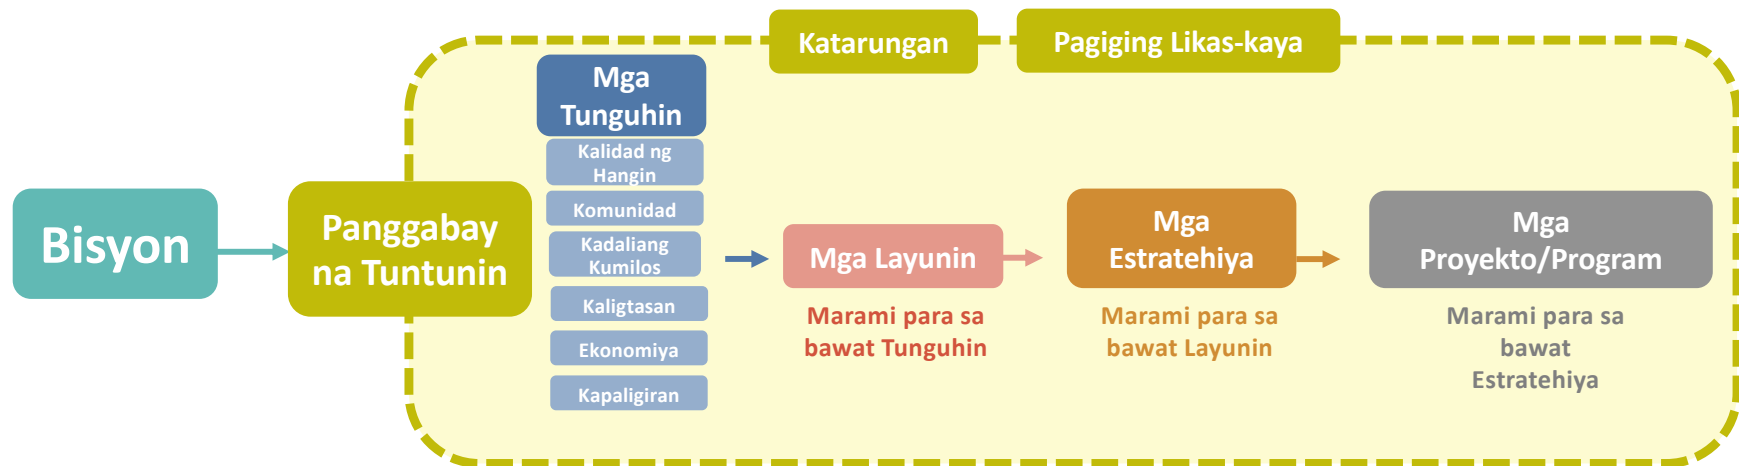 Katarungan
Pagiging Likas-kaya
Bisyon
Panggabay
na Tuntunin
Mga
Tunguhin
Kalidad ng
Hangin
Komunidad
Kadaliang
Kumilos
Kaligtasan
Ekonomiya
Kapaligiran
Mga Layunin
Marami para sa
bawat Tunguhin
Mga
Estratehiya
Marami para sa
bawat Layunin
Mga
Proyekto/Program
Marami para sa
bawat
Estratehiya